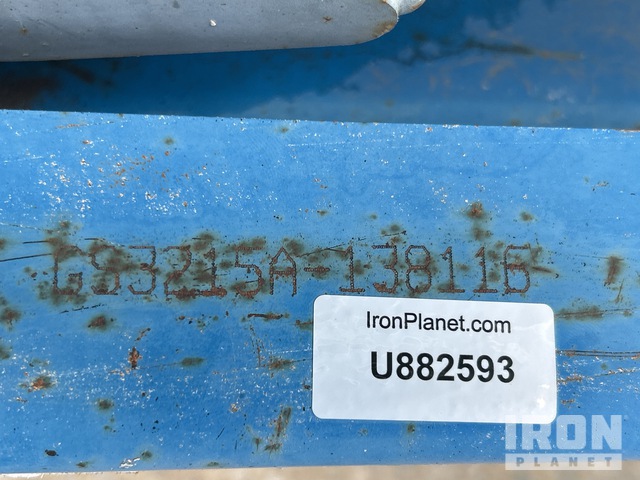 GS3215A-138116
IronPlanet.com
U882593
IRON
PLANET